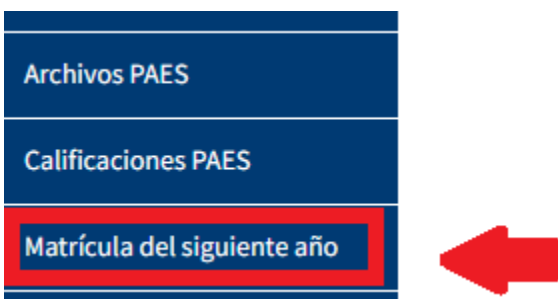 Archivos PAES
Calificaciones PAES
Matrícula del siguiente año